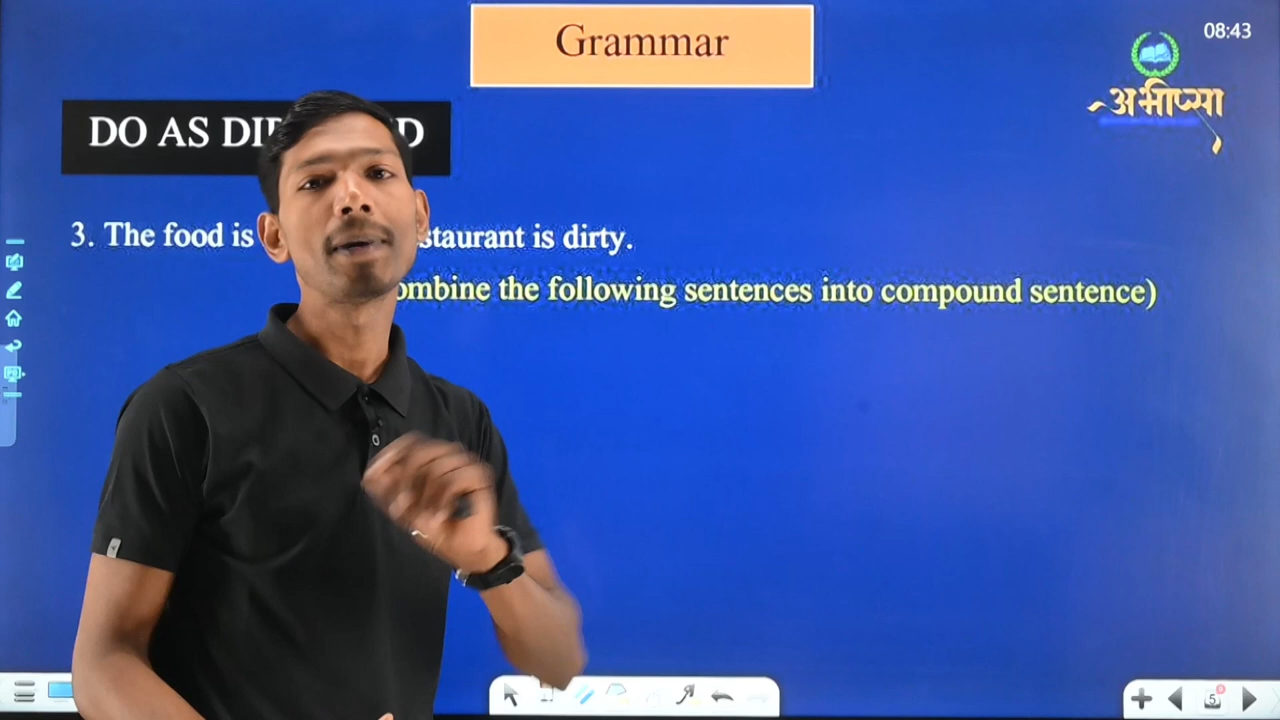 Grammar
08:43
अभीप्सा
DO AS
3. The food is staurant is dirty.
ombine the following sentences into compound sentence)
5